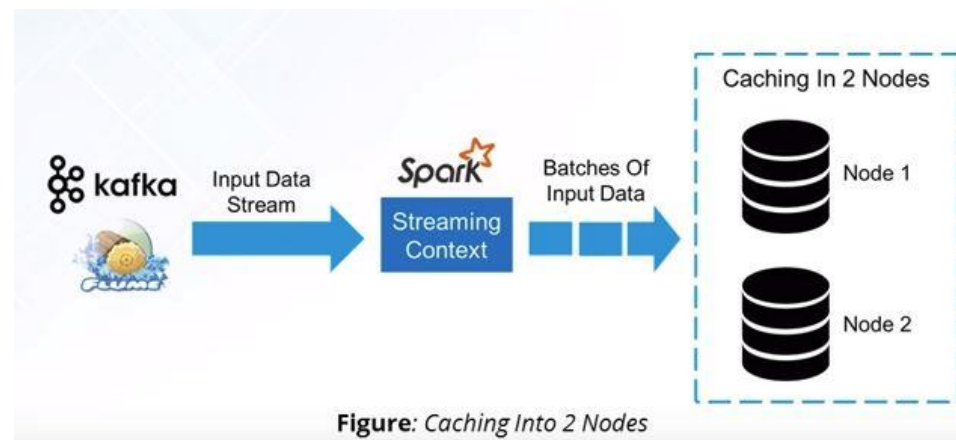 Caching In 2 Nodes
kafka
Input Data
Stream
Spark
Streaming
Context
Batches Of
Input Data
Node 1
FLUME
Node 2
Figure: Caching Into 2 Nodes